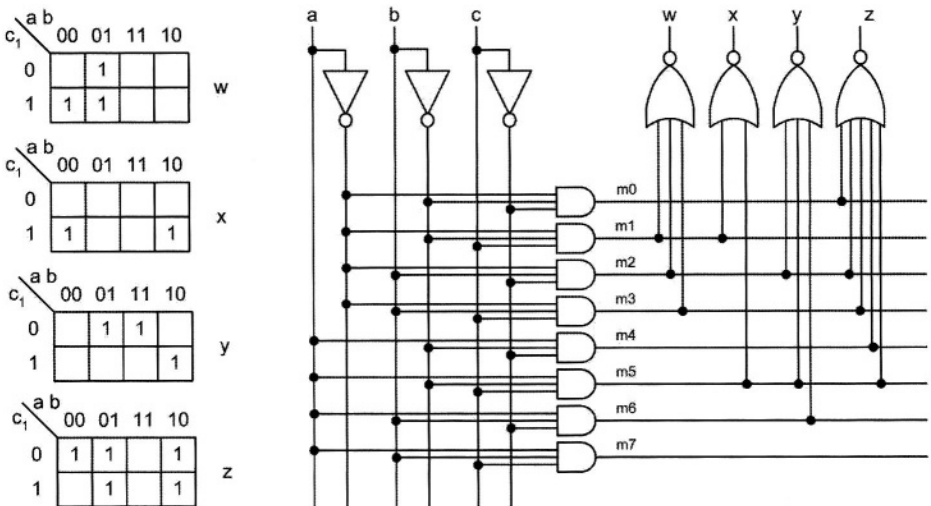 a b
c1 00 01 11 10
0 1
1 1 1
w
a b
c1 00 01 11 10
0
1 1 1
x
a b
c1 00 01 11 10
0 1 1
1 1
y
a b
c1 00 01 11 10
0 1 1 1
1 1 1
z
a b c w x y z
m0
m1
m2
m3
m4
m5
m6
m7